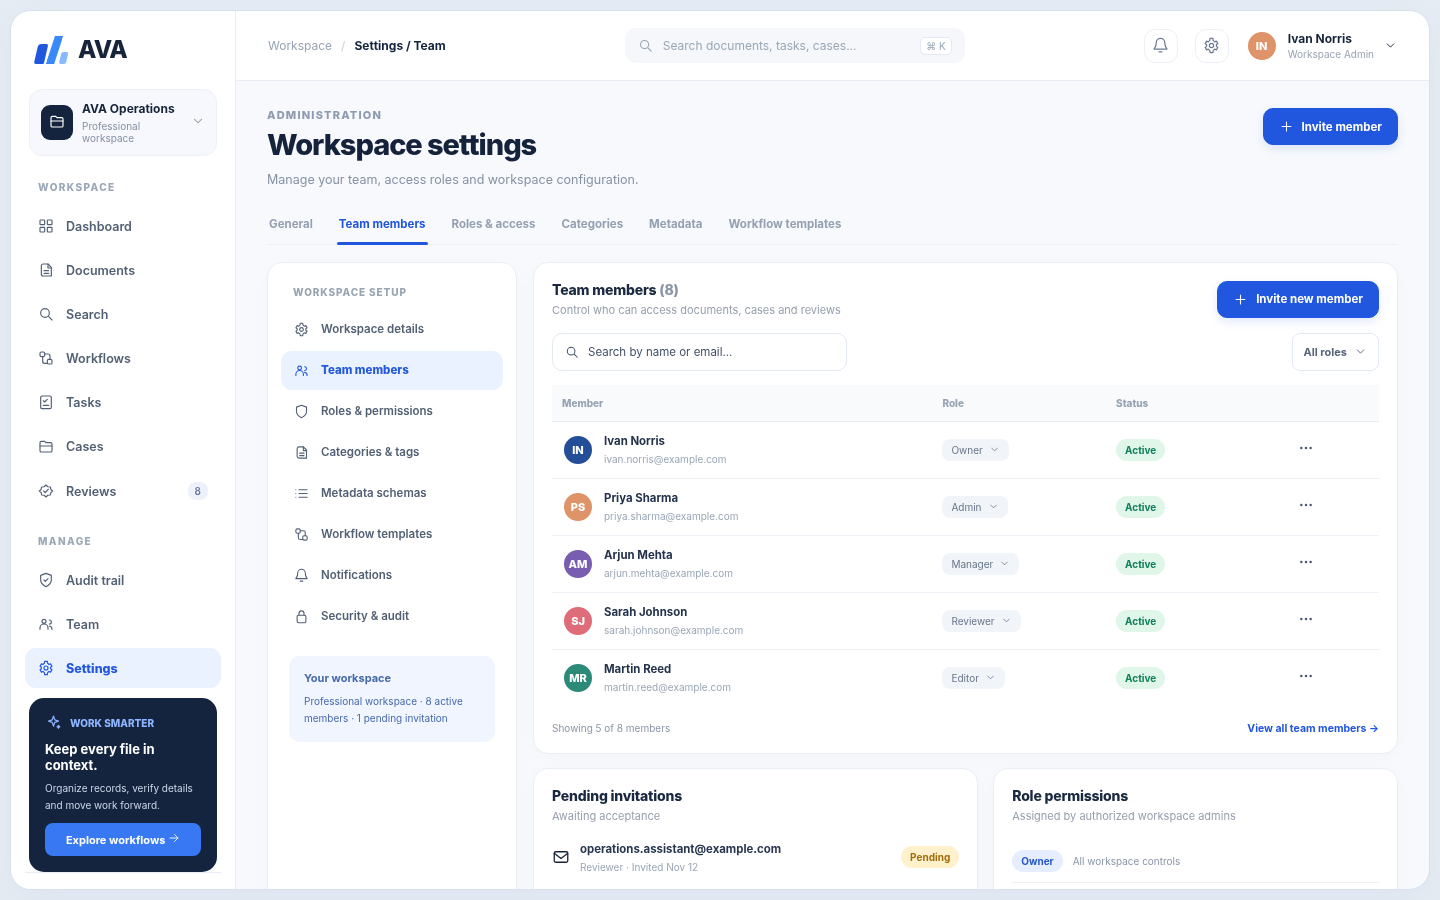 AVA
AVA Operations
Professional
workspace
WORKSPACE
Dashboard
Documents
Search
Workflows
Tasks
Cases
Reviews 8
MANAGE
Audit trail
Team
Settings
WORK SMARTER
Keep every file in
context.
Organize records, verify details
and move work forward.
Explore workflows →
Workspace / Settings / Team
Search documents, tasks, cases... ⌘ K
IN
Ivan Norris
Workspace Admin
ADMINISTRATION
Workspace settings
Manage your team, access roles and workspace configuration.
+ Invite member
General Team members Roles & access Categories Metadata Workflow templates
WORKSPACE SETUP
Workspace details
Team members
Roles & permissions
Categories & tags
Metadata schemas
Workflow templates
Notifications
Security & audit
Your workspace
Professional workspace · 8 active
members · 1 pending invitation
Team members (8)
Control who can access documents, cases and reviews
+ Invite new member
Search by name or email...
All roles
Member Role Status
IN Ivan Norris Owner Active ···
ivan.norris@example.com
PS Priya Sharma Admin Active ···
priya.sharma@example.com
AM Arjun Mehta Manager Active ···
arjun.mehta@example.com
SJ Sarah Johnson Reviewer Active ···
sarah.johnson@example.com
MR Martin Reed Editor Active ···
martin.reed@example.com
Showing 5 of 8 members
View all team members →
Pending invitations
Awaiting acceptance
operations.assistant@example.com
Reviewer · Invited Nov 12
Pending
Role permissions
Assigned by authorized workspace admins
Owner All workspace controls